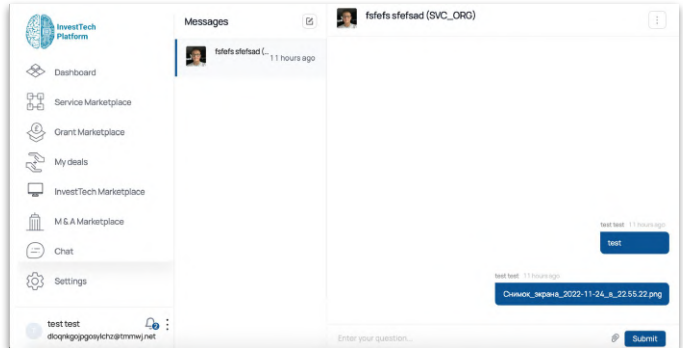 InvestTech
Platform
Dashboard
Service Marketplace
Grant Marketplace
My deals
InvestTech Marketplace
M & A Marketplace
Chat
Settings
test test
dloqnkgojpgosylchz@tmmwj.net
Messages
fsfefs sfefsad (...
11 hours ago
fsfefs sfefsad (SVC_ORG)
test test 11 hours ago
test
test test 11 hours ago
Снимок_экрана_2022-11-24_в_22.55.22.png
Enter your question...
Submit